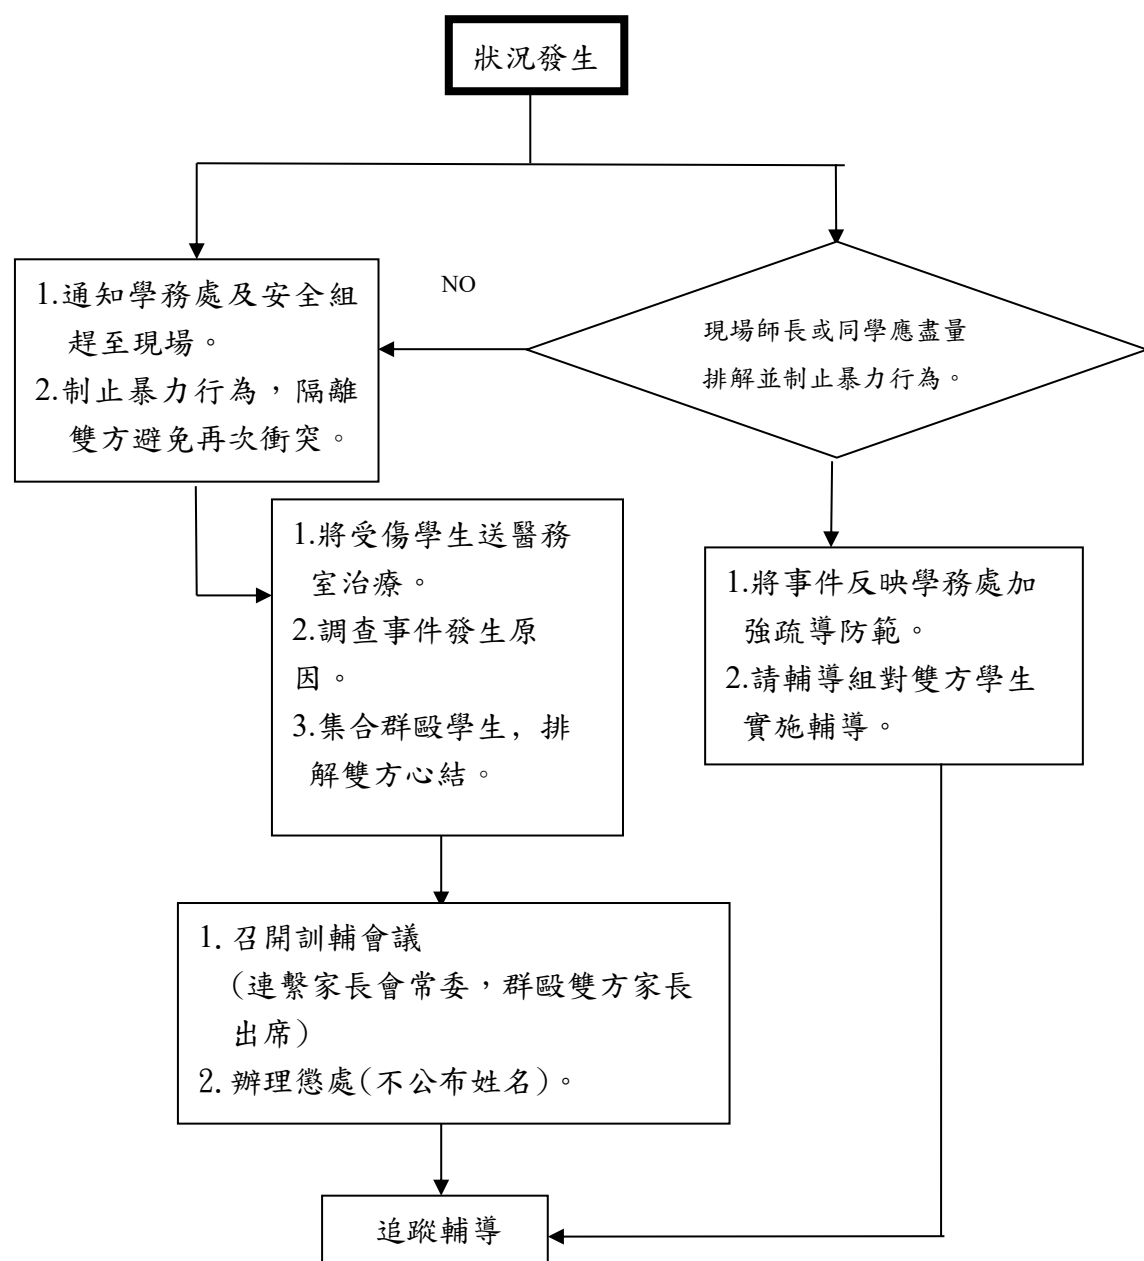 狀況發生
1.通知學務處及安全組
趕至現場。
2.制止暴力行為，隔離
雙方避免再次衝突。
NO
現場師長或同學應盡量
排解並制止暴力行為。
1.將受傷學生送醫務
室治療。
2.調查事件發生原
因。
3.集合群毆學生, 排
解雙方心結。
1.將事件反映學務處加
強疏導防範。
2.請輔導組對雙方學生
實施輔導。
1. 召開訓輔會議
(連繫家長會常委，群毆雙方家長
出席)
2. 辦理懲處(不公布姓名)。
追蹤輔導